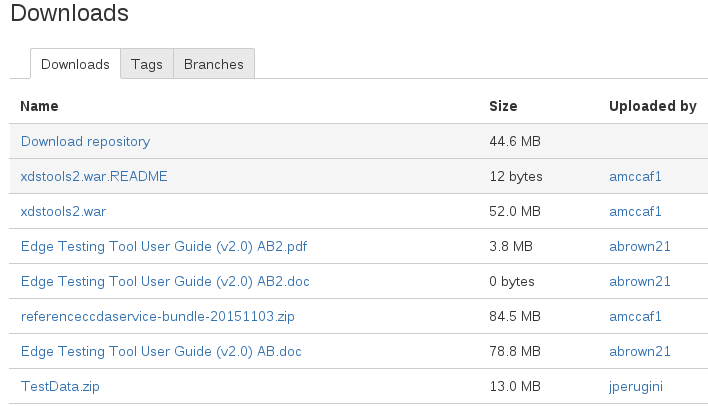 Downloads
Downloads Tags Branches
Name Size Uploaded by
Download repository 44.6 MB
xdstools2.war.README 12 bytes amccaf1
xdstools2.war 52.0 MB amccaf1
Edge Testing Tool User Guide (v2.0) AB2.pdf 3.8 MB abrown21
Edge Testing Tool User Guide (v2.0) AB2.doc 0 bytes abrown21
referenceccdaservice-bundle-20151103.zip 84.5 MB amccaf1
Edge Testing Tool User Guide (v2.0) AB.doc 78.8 MB abrown21
TestData.zip 13.0 MB jperugini